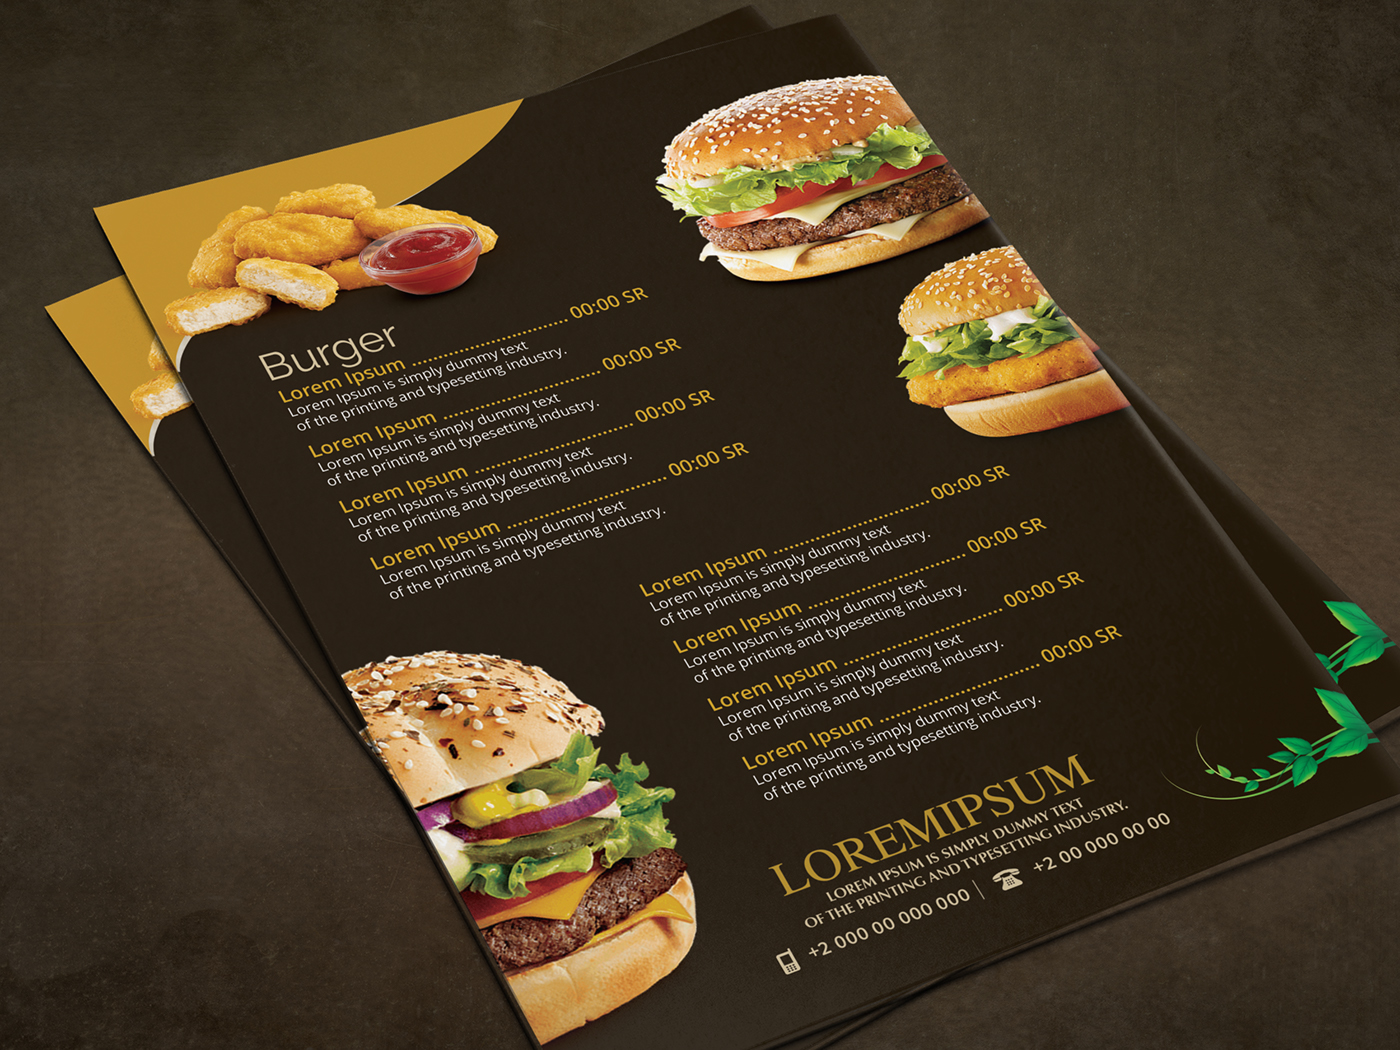 Burger
Lorem Ipsum .............................. 00:00 SR
Lorem Ipsum is simply dummy text
of the printing and typesetting industry.
Lorem Ipsum .............................. 00:00 SR
Lorem Ipsum is simply dummy text
of the printing and typesetting industry.
Lorem Ipsum .............................. 00:00 SR
Lorem Ipsum is simply dummy text
of the printing and typesetting industry.
Lorem Ipsum .............................. 00:00 SR
Lorem Ipsum is simply dummy text
of the printing and typesetting industry.
Lorem Ipsum .............................. 00:00 SR
Lorem Ipsum is simply dummy text
of the printing and typesetting industry.
Lorem Ipsum .............................. 00:00 SR
Lorem Ipsum is simply dummy text
of the printing and typesetting industry.
Lorem Ipsum .............................. 00:00 SR
Lorem Ipsum is simply dummy text
of the printing and typesetting industry.
Lorem Ipsum .............................. 00:00 SR
Lorem Ipsum is simply dummy text
of the printing and typesetting industry.
LOREMIPSUM
LOREM IPSUM IS SIMPLY DUMMY TEXT
OF THE PRINTING AND TYPESETTING INDUSTRY.
+2 000 00 000 000 | +2 00 000 00 00